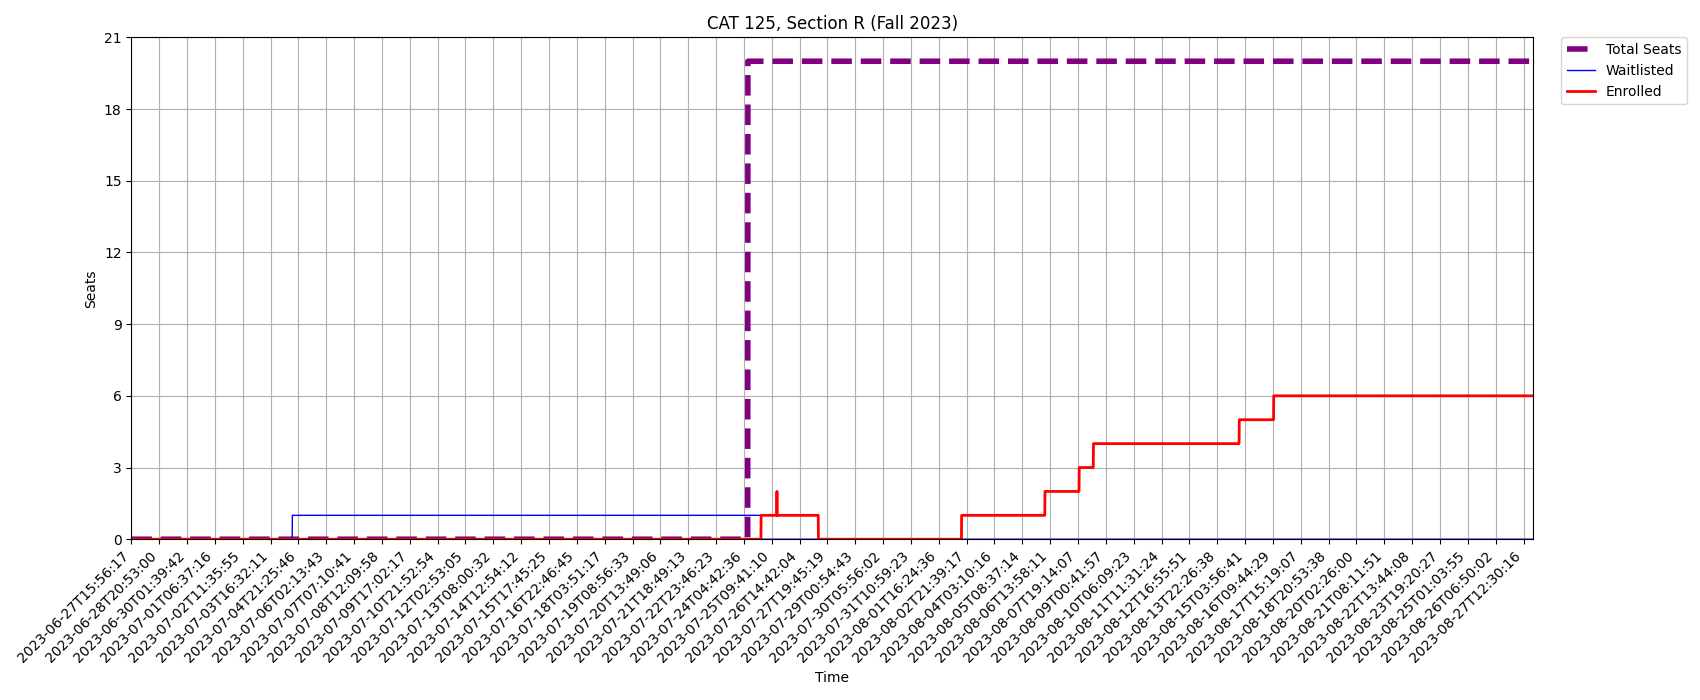 CAT 125, Section R (Fall 2023)
21
18
15
12
9
6
3
0
Seats
Total Seats
Waitlisted
Enrolled
2023-06-27T15:56:17
2023-06-28T20:53:00
2023-06-30T01:39:42
2023-07-01T06:37:16
2023-07-02T11:35:55
2023-07-03T16:32:11
2023-07-04T21:25:46
2023-07-06T02:13:43
2023-07-07T07:10:41
2023-07-08T12:09:58
2023-07-09T17:02:17
2023-07-10T21:52:54
2023-07-12T02:53:05
2023-07-13T08:00:32
2023-07-14T12:54:12
2023-07-15T17:45:25
2023-07-16T22:46:45
2023-07-18T03:51:17
2023-07-19T08:56:33
2023-07-20T13:49:06
2023-07-21T18:49:13
2023-07-22T23:46:23
2023-07-24T04:42:36
2023-07-25T09:41:10
2023-07-26T14:42:04
2023-07-27T19:45:19
2023-07-29T00:54:43
2023-07-30T05:56:02
2023-07-31T10:59:23
2023-08-01T16:24:36
2023-08-02T21:39:17
2023-08-04T03:10:16
2023-08-05T08:37:14
2023-08-06T13:58:11
2023-08-07T19:14:07
2023-08-09T00:41:57
2023-08-10T06:09:23
2023-08-11T11:31:24
2023-08-12T16:55:51
2023-08-13T22:26:38
2023-08-15T03:56:41
2023-08-16T09:44:29
2023-08-17T15:19:07
2023-08-18T20:53:38
2023-08-20T02:26:00
2023-08-21T08:11:51
2023-08-22T13:44:08
2023-08-23T19:20:27
2023-08-25T01:03:55
2023-08-26T06:50:02
2023-08-27T12:30:16
Time